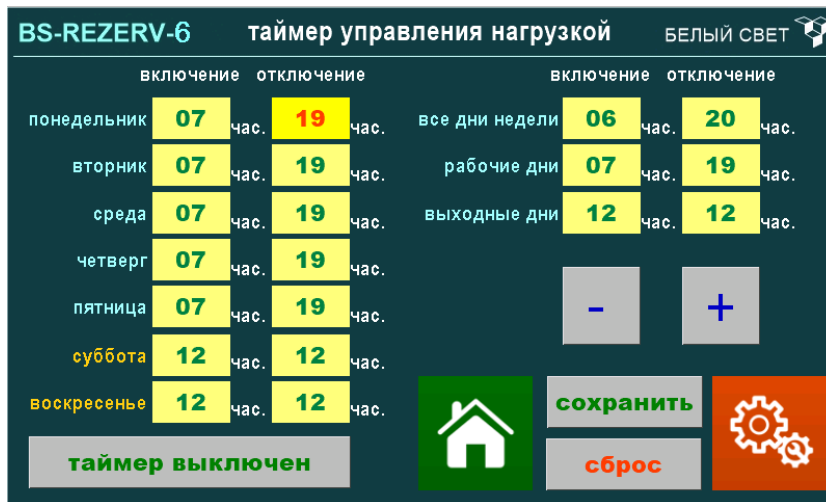 BS-REZERV-6 таймер управления нагрузкой БЕЛЫЙ СВЕТ
включение отключение включение отключение
понедельник 07 час. 19 час. все дни недели 06 час. 20 час.
вторник 07 час. 19 час. рабочие дни 07 час. 19 час.
среда 07 час. 19 час. выходные дни 12 час. 12 час.
четверг 07 час. 19 час.
пятница 07 час. 19 час. - +
суббота 12 час. 12 час.
воскресенье 12 час. 12 час. сохранить
таймер выключен сброс